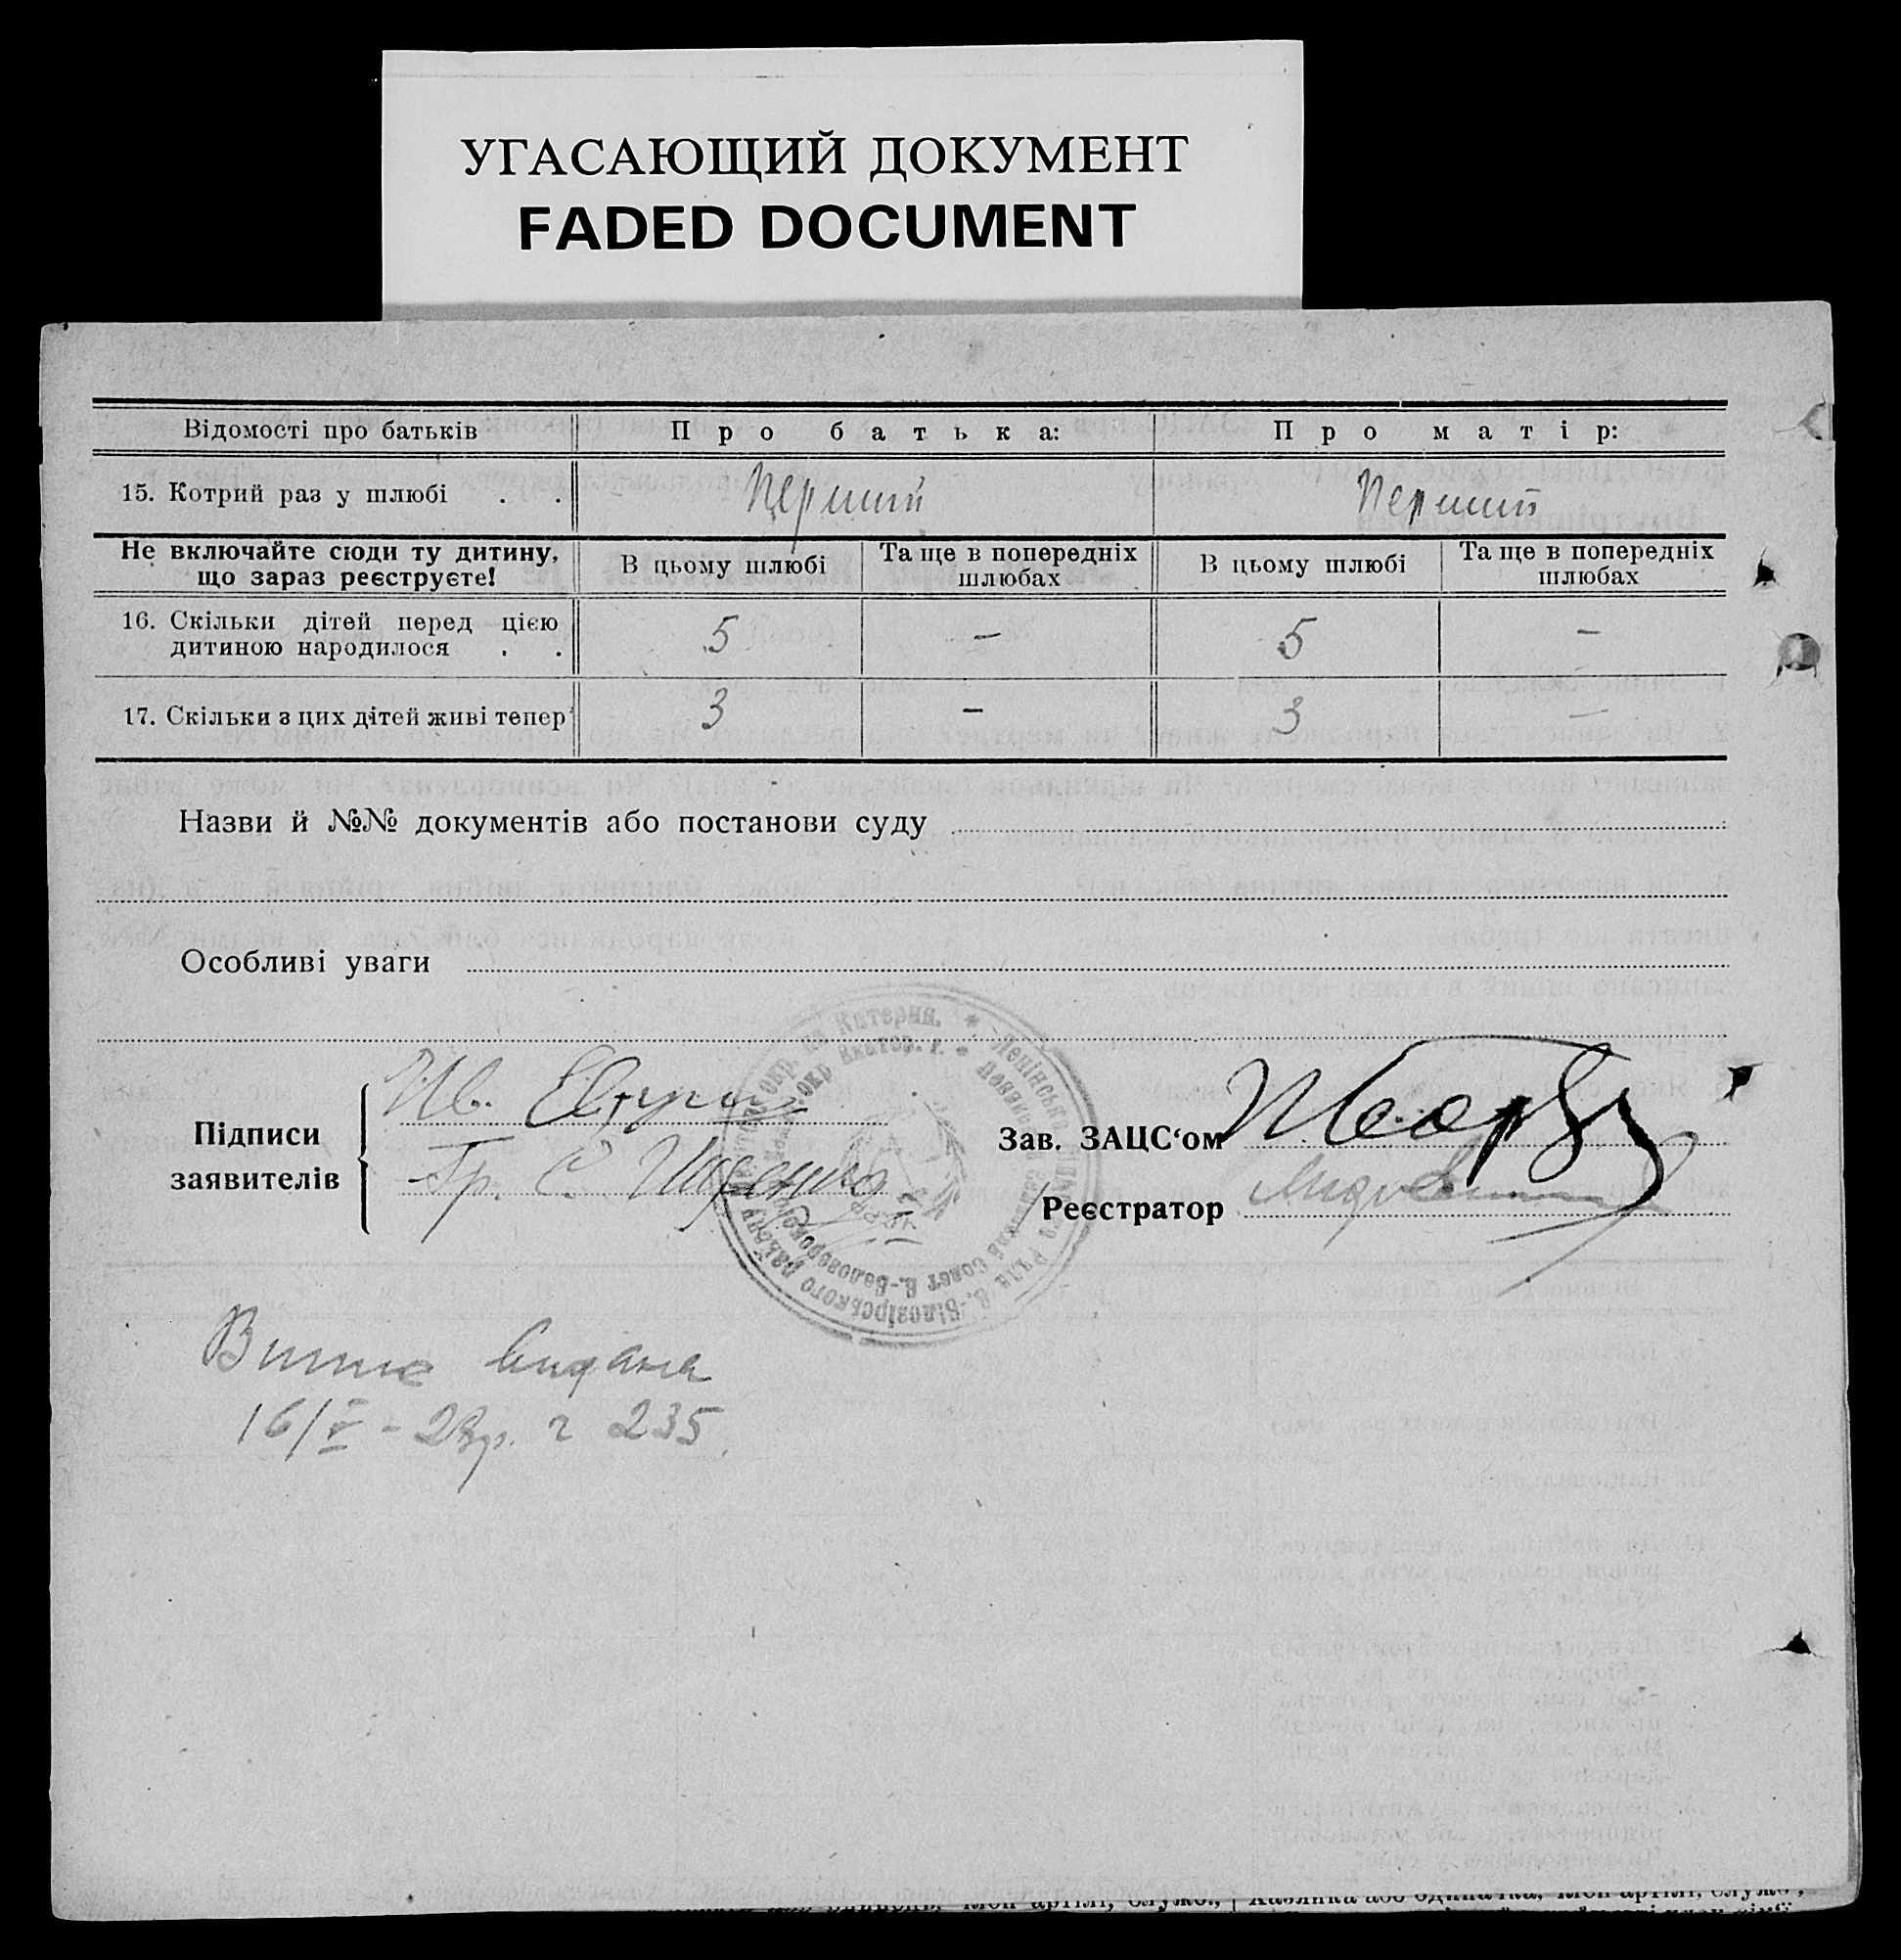 УГАСАЮЩИЙ ДОКУМЕНТ
FADED DOCUMENT
Відомості про батьків Про батька: Про матір:
15. Котрий раз у шлюбі . . Перший Перший
Не включайте сюди ту дитину, що зараз реєструєте! В цьому шлюбі Та ще в попередніх шлюбах В цьому шлюбі Та ще в попередніх шлюбах
16. Скільки дітей перед цією
дитиною народилося . . 5 — 5 —
17. Скільки з цих дітей живі тепер 3 — 3 —
Назви й №№ документів або постанови суду
Особливі уваги
Підписи
заявителів
Ив.
Гр. С.
Зав. ЗАЦС‘ом
Реєстратор
Випис видана
16/V - 28р. 235.